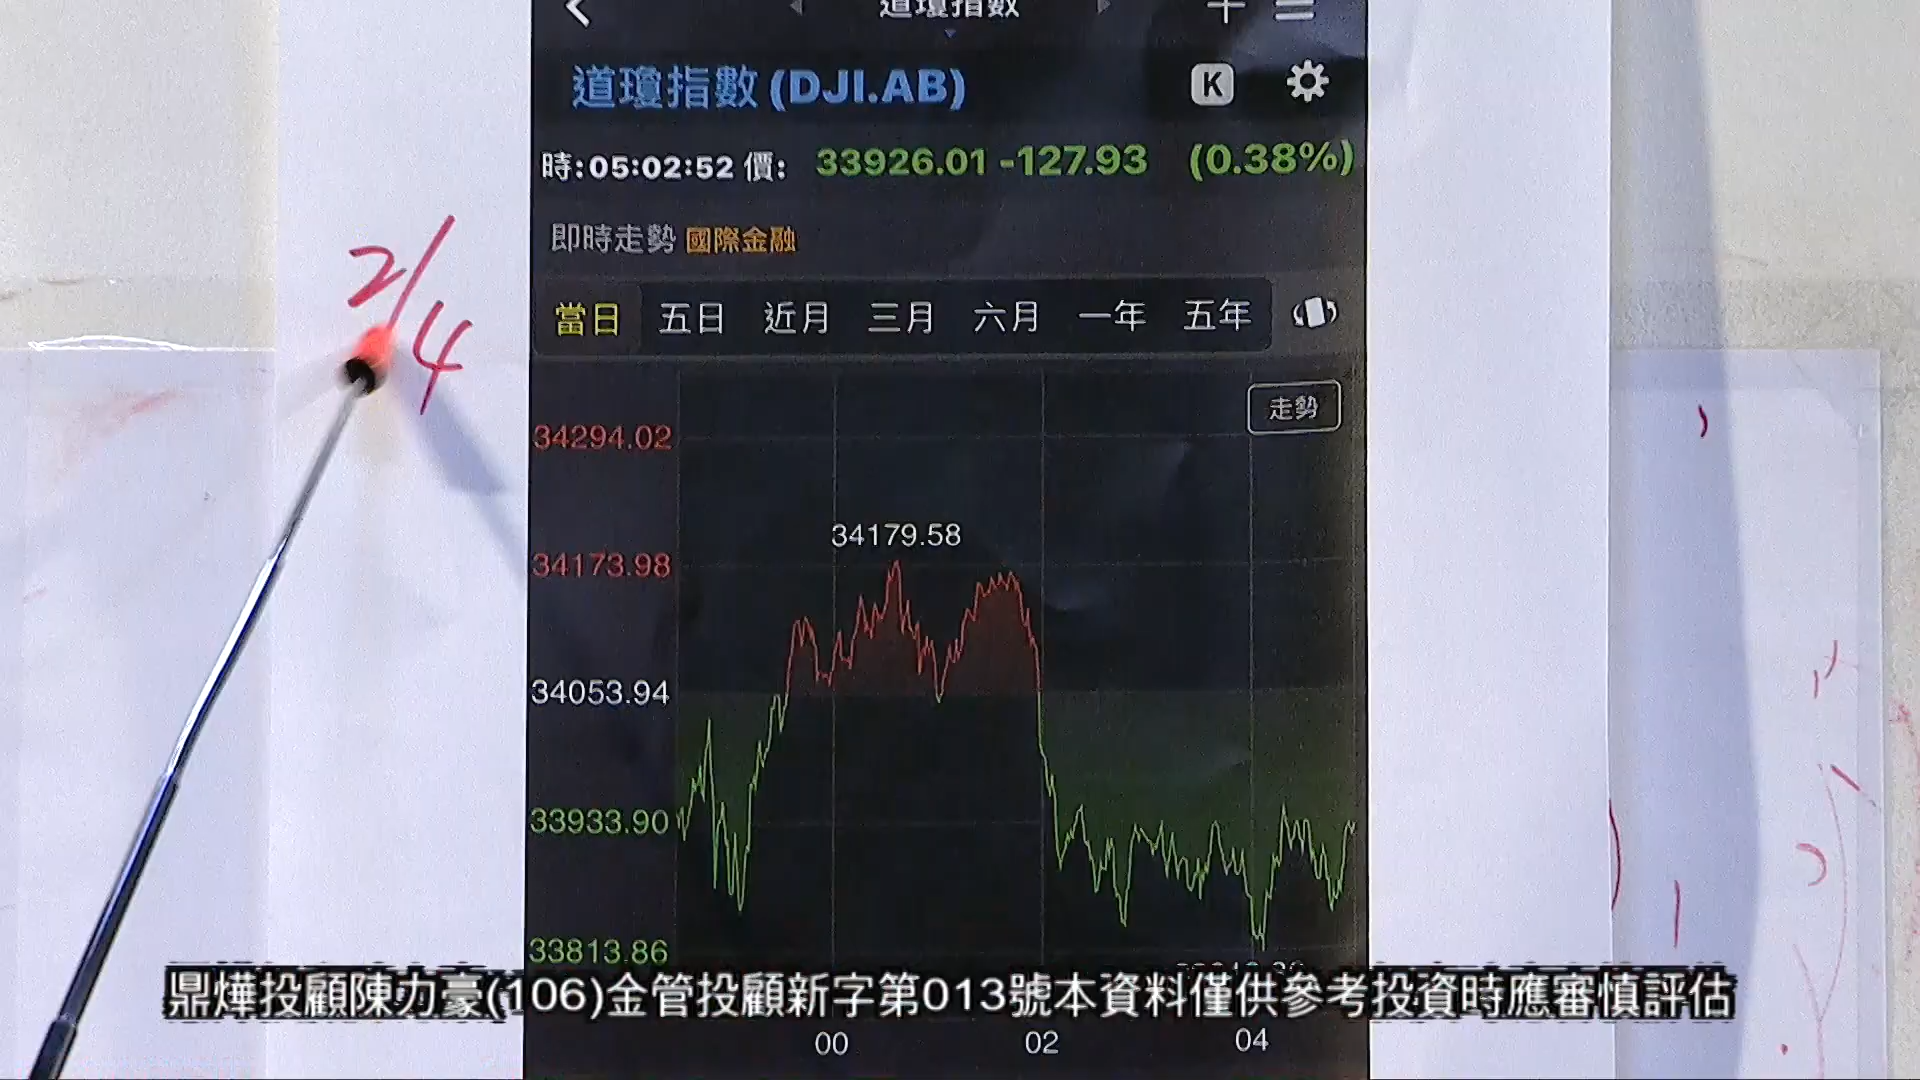 道瓊指數
道瓊指數 (DJI.AB)
K
時:05:02:52 價: 33926.01 -127.93 (0.38%)
即時走勢 國際金融
當日 五日 近月 三月 六月 一年 五年
2/4
走勢
34294.02
34179.58
34173.98
34053.94
33933.90
33813.86
鼎燁投顧陳力豪(106)金管投顧新字第013號本資料僅供參考投資時應審慎評估
00 02 04